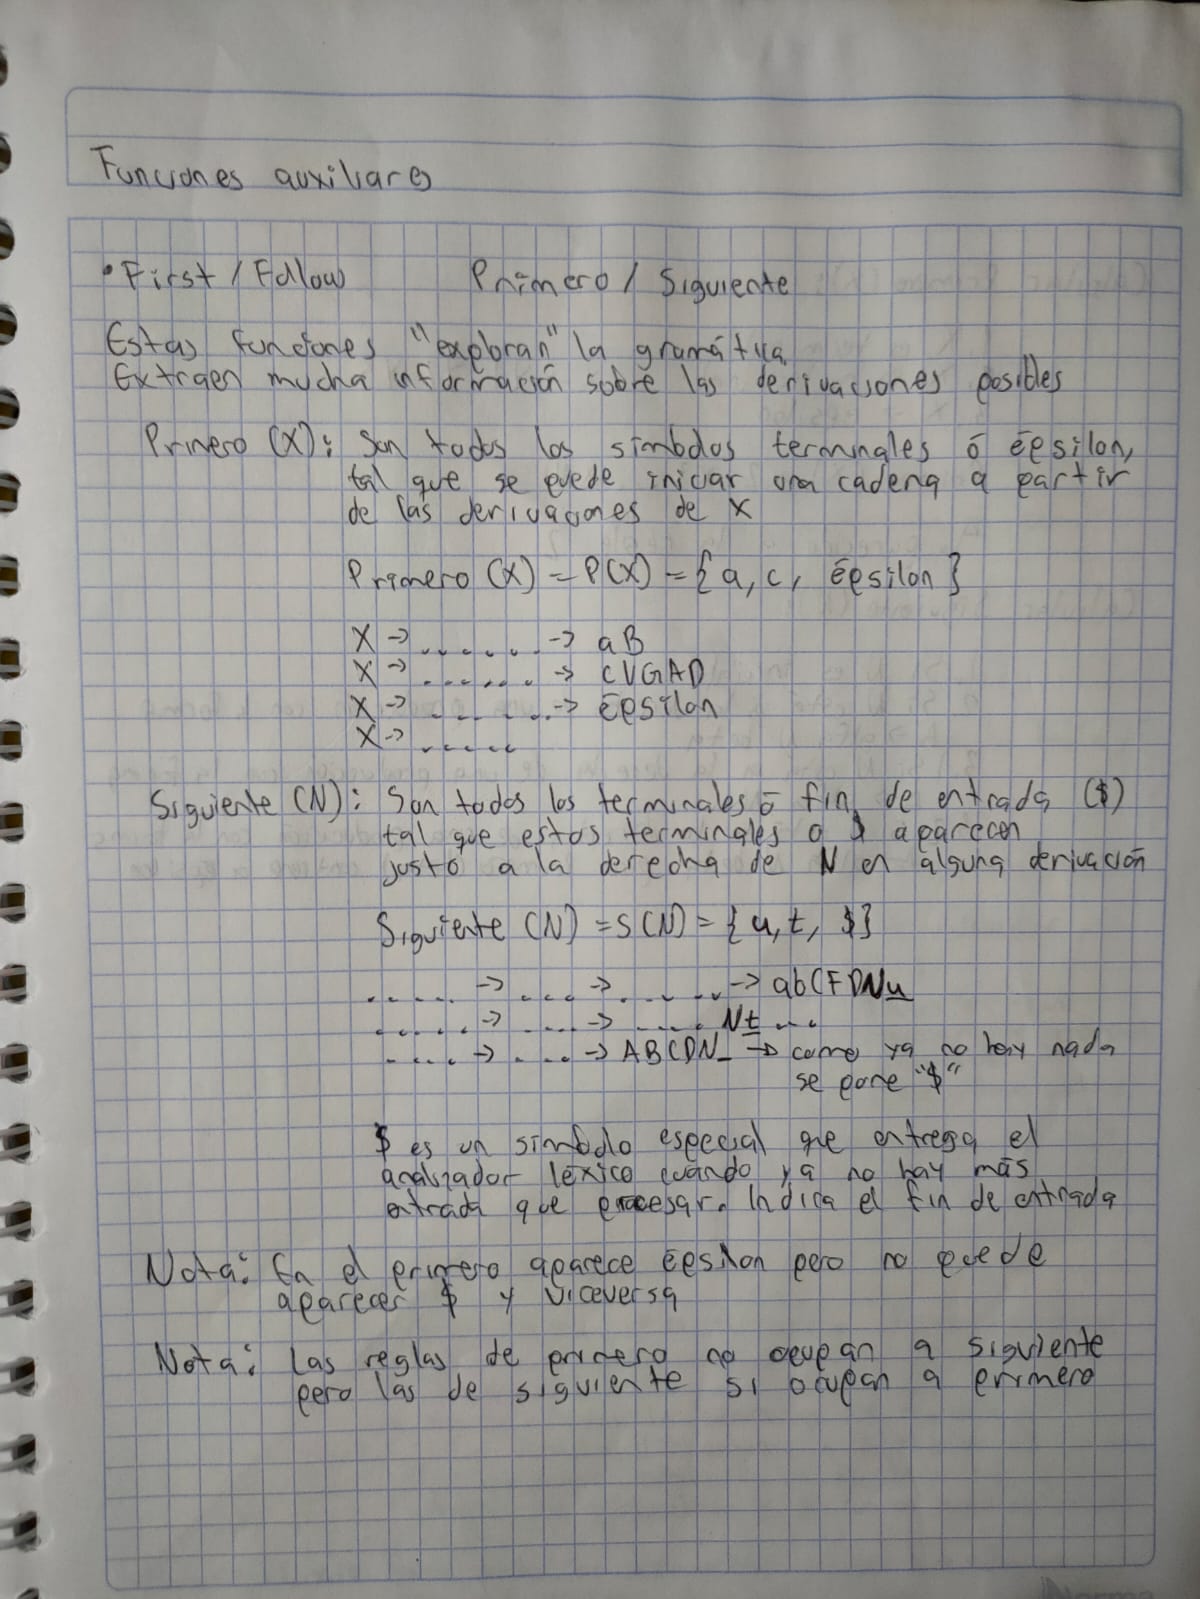 Funciones auxiliares
• First / Follow Primero / Siguiente
Estas funciones "exploran" la gramática
Extraen mucha información sobre las derivaciones posibles
Primero (X): Son todos los símbolos terminales ó épsilon,
tal que se puede iniciar una cadena a partir
de las derivaciones de X
Primero (X) = P(X) = { a, c, épsilon }
X → ....... → aB
X → ....... → CVGAD
X → ....... → Épsilon
X → .....
Siguiente (N): Son todos los terminales ó fin de entrada ($)
tal que estos terminales o $ aparecen
justo a la derecha de N en alguna derivación
Siguiente (N) = S(N) = { u, t, $ }
..... → .... → ...... → abCFDNu
..... → .... → ..... Nt ...
.... → .... → ABCDN_ → como ya no hay nada
se pone "$"
$ es un símbolo especial que entrega el
analizador léxico cuándo ya no hay más
entrada que procesar. Indica el fin de entrada
Nota: En el primero aparece Épsilon pero no puede
aparecer $ y viceversa
Nota: Las reglas de primero no ocupan a siguiente
pero las de siguiente si ocupan a primero